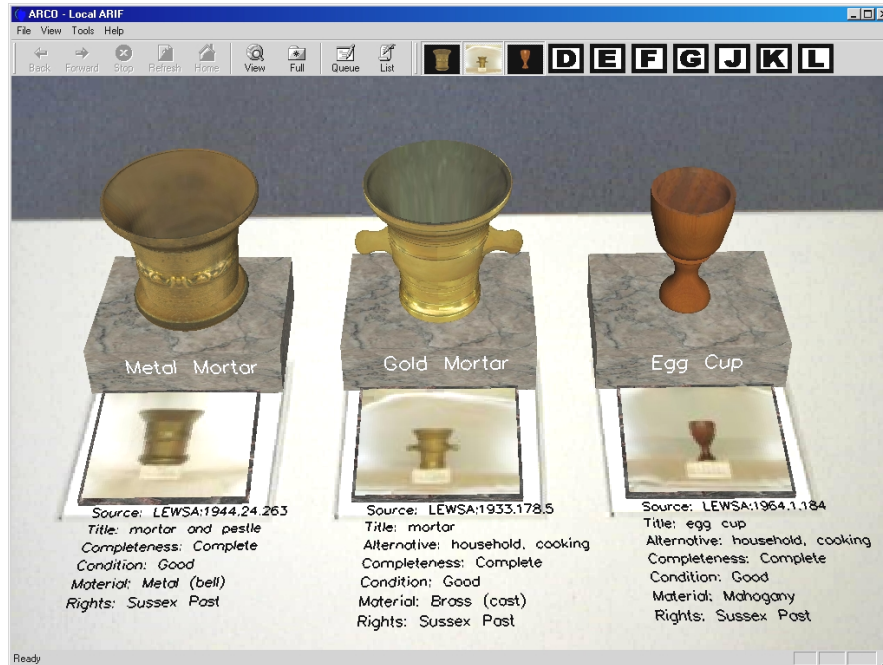 ARCO - Local ARIF
File View Tools Help
Back Forward Stop Refresh Home View Full Queue List D E F G J K L
Metal Mortar
Gold Mortar
Egg Cup
Source: LEWSA:1944.24.263
Title: mortar and pestle
Completeness: Complete
Condition: Good
Material: Metal (bell)
Rights: Sussex Past
Source: LEWSA:1933.178.5
Title: mortar
Alternative: household, cooking
Completeness: Complete
Condition: Good
Material: Brass (cast)
Rights: Sussex Past
Source: LEWSA:1964.1.184
Title: egg cup
Alternative: household, cooking
Completeness: Complete
Condition: Good
Material: Mahogany
Rights: Sussex Past
Ready